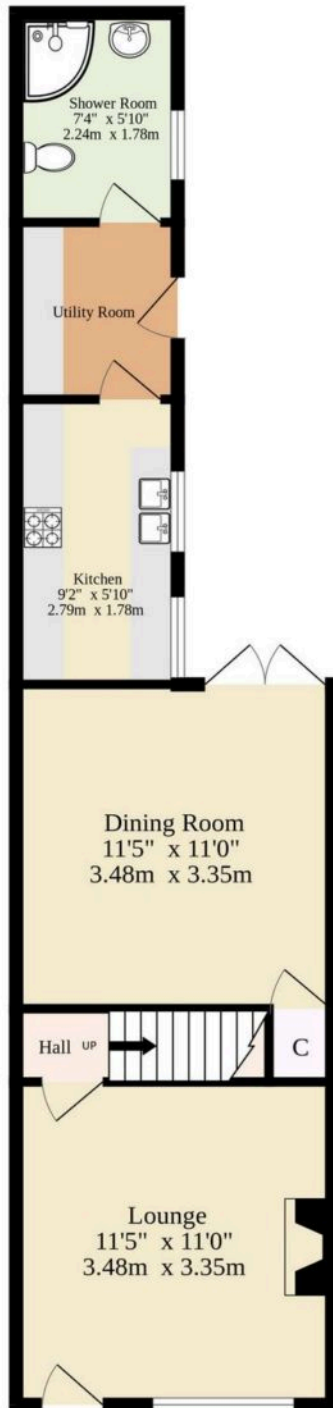 Shower Room
7'4" x 5'10"
2.24m x 1.78m
Utility Room
Kitchen
9'2" x 5'10"
2.79m x 1.78m
Dining Room
11'5" x 11'0"
3.48m x 3.35m
Hall UP
C
Lounge
11'5" x 11'0"
3.48m x 3.35m